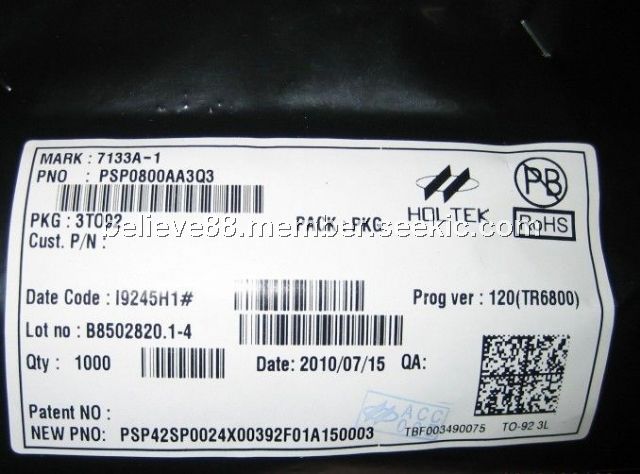 MARK : 7133A-1
PNO : PSP0800AA3Q3
PB
HOLTEK
RoHS
PKG : 3TO92 PACK : PKG
believe88.member.seekic.com
Cust. P/N :
Date Code : I9245H1# Prog ver : 120(TR6800)
Lot no : B8502820.1-4
Qty : 1000 Date: 2010/07/15 QA:
Patent NO :
ACC
NEW PNO: PSP42SP0024X00392F01A150003 TBF003490075 TO-92 3L